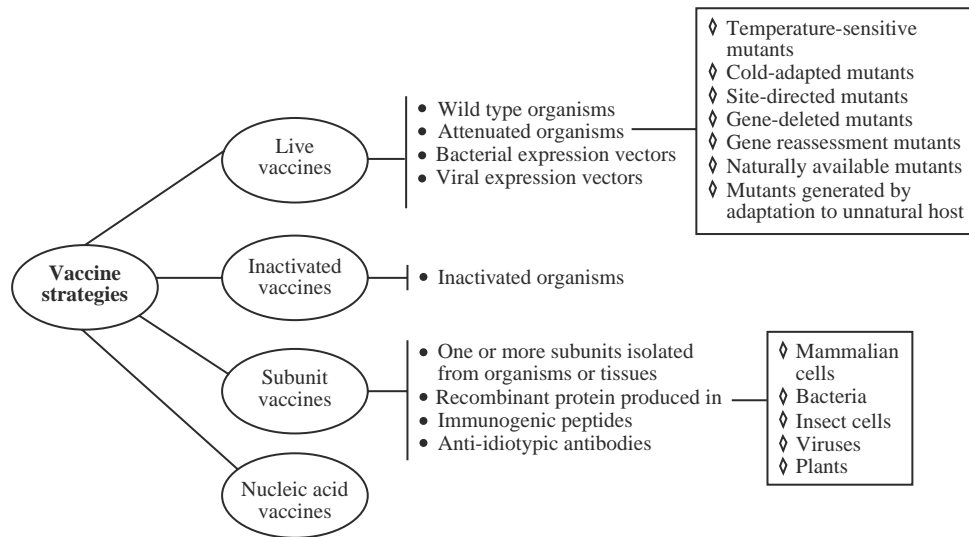 Vaccine
strategies
Live
vaccines
• Wild type organisms
• Attenuated organisms
• Bacterial expression vectors
• Viral expression vectors
◊ Temperature-sensitive
mutants
◊ Cold-adapted mutants
◊ Site-directed mutants
◊ Gene-deleted mutants
◊ Gene reassessment mutants
◊ Naturally available mutants
◊ Mutants generated by
adaptation to unnatural host
Inactivated
vaccines
• Inactivated organisms
Subunit
vaccines
• One or more subunits isolated
from organisms or tissues
• Recombinant protein produced in
• Immunogenic peptides
• Anti-idiotypic antibodies
◊ Mammalian
cells
◊ Bacteria
◊ Insect cells
◊ Viruses
◊ Plants
Nucleic acid
vaccines